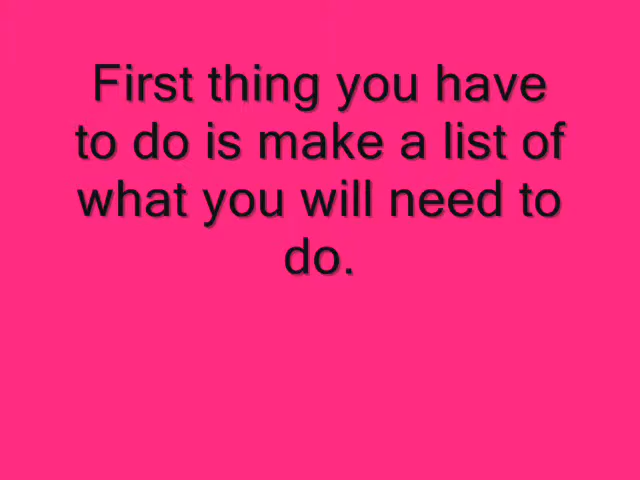 First thing you have
to do is make a list of
what you will need to
do.